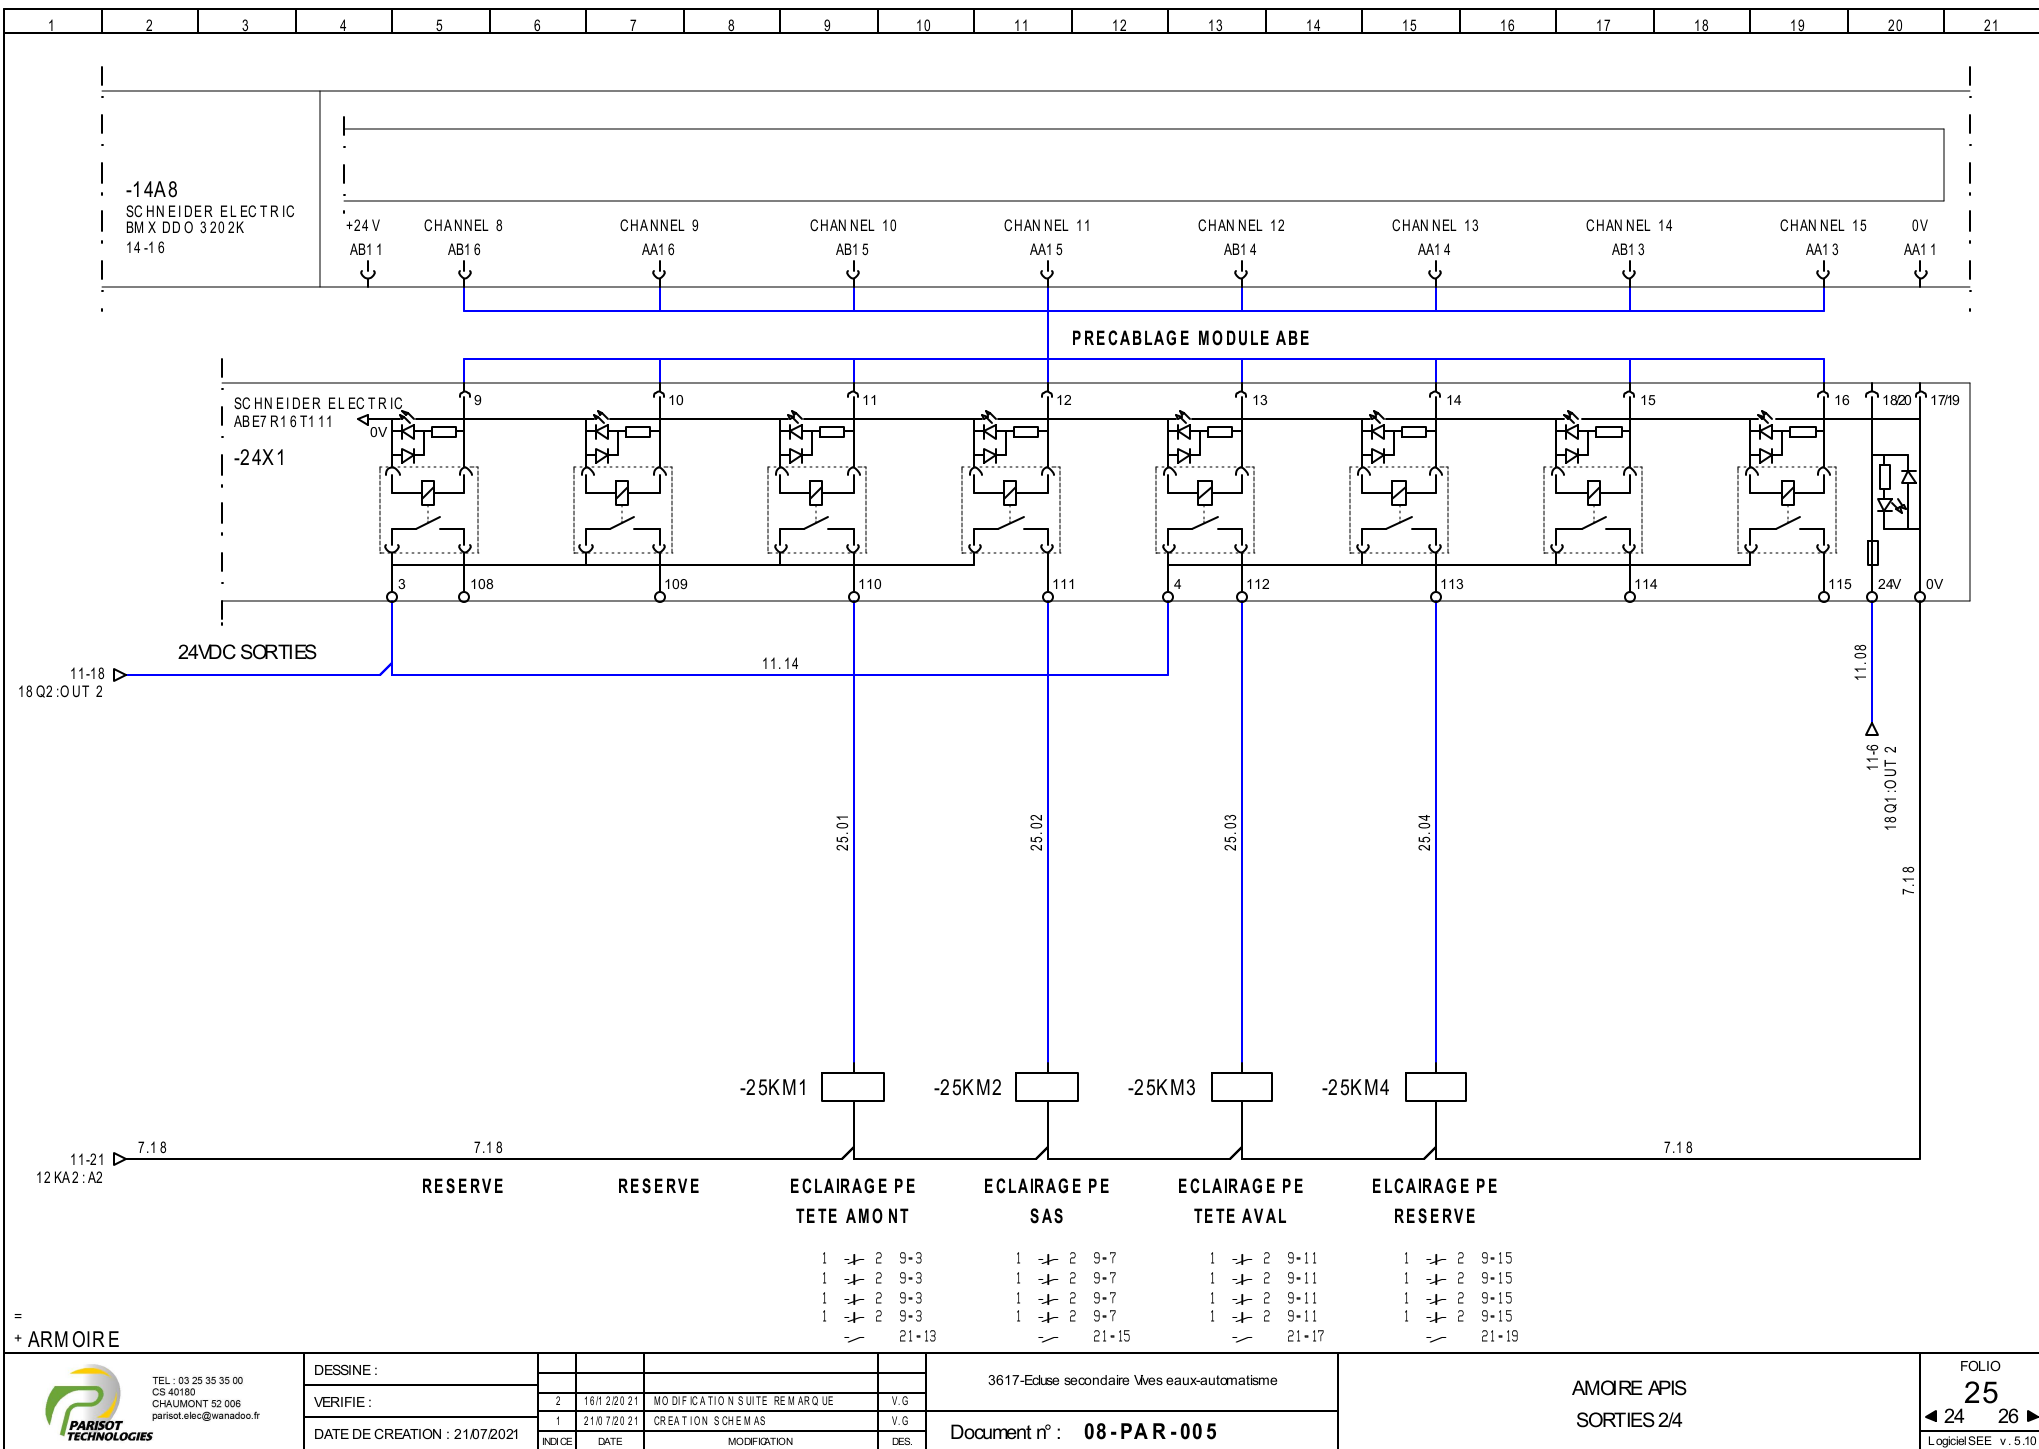 1 2 3 4 5 6 7 8 9 10 11 12 13 14 15 16 17 18 19 20 21
-14A8
SCHNEIDER ELECTRIC
BMX DDO 3202K
14-16
+24V CHANNEL 8 CHANNEL 9 CHANNEL 10 CHANNEL 11 CHANNEL 12 CHANNEL 13 CHANNEL 14 CHANNEL 15 0V
AB11 AB16 AA16 AB15 AA15 AB14 AA14 AB13 AA13 AA11
PRECABLAGE MODULE ABE
SCHNEIDER ELECTRIC
ABE7R16T111
0V
-24X1
9 10 11 12 13 14 15 16 18/20 17/19
3 108 109 110 111 4 112 113 114 115 24V 0V
24VDC SORTIES
11-18
18Q2:OUT 2
11.14
11.08
11-6
18Q1:OUT 2
25.01 25.02 25.03 25.04
7.18
-25KM1 -25KM2 -25KM3 -25KM4
11-21
12KA2:A2
7.18 7.18 7.18
RESERVE RESERVE ECLAIRAGE PE ECLAIRAGE PE ECLAIRAGE PE ELCAIRAGE PE
TETE AMONT SAS TETE AVAL RESERVE
1 2 9-3 1 2 9-7 1 2 9-11 1 2 9-15
1 2 9-3 1 2 9-7 1 2 9-11 1 2 9-15
1 2 9-3 1 2 9-7 1 2 9-11 1 2 9-15
1 2 9-3 1 2 9-7 1 2 9-11 1 2 9-15
21-13 21-15 21-17 21-19
=
+ ARMOIRE
PARISOT
TECHNOLOGIES
TEL : 03 25 35 35 00
CS 40180
CHAUMONT 52 006
parisot.elec@wanadoo.fr
DESSINE :
VERIFIE :
DATE DE CREATION : 21/07/2021
2 16/12/2021 MODIFICATION SUITE REMARQUE V.G
1 21/07/2021 CREATION SCHEMAS V.G
INDICE DATE MODIFICATION DES.
3617-Ecluse secondaire Vives eaux-automatisme
Document n° : 08-PAR-005
AMOIRE APIS
SORTIES 2/4
FOLIO
25
24 26
Logiciel SEE v. 5.10